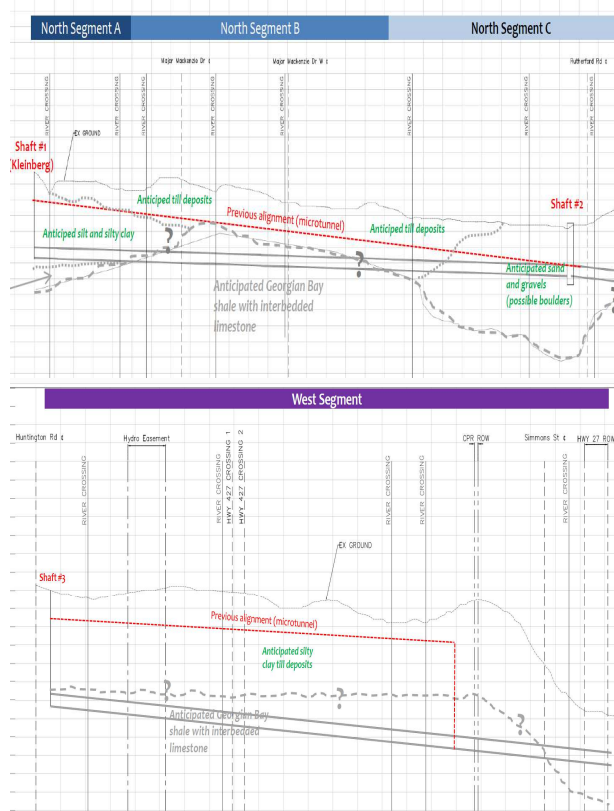 North Segment A
North Segment B
North Segment C
Major Mackenzie Dr ℄
Major Mackenzie Dr W ℄
Rutherford Rd ℄
RIVER CROSSING
RIVER CROSSING
RIVER CROSSING
RIVER CROSSING
RIVER CROSSING
RIVER CROSSING
RIVER CROSSING
RIVER CROSSING
EX GROUND
Shaft #1
(Kleinberg)
Anticiped till deposits
Shaft #2
Previous alignment (microtunnel)
Anticiped till deposits
Anticiped silt and silty clay
?
?
Anticipated sand
and gravels
(possible boulders)
Anticipated Georgian Bay
shale with interbedded
limestone
West Segment
Huntington Rd ℄
Hydro Easement
HWY 427 CROSSING 1
HWY 427 CROSSING 2
CPR ROW
Simmons St ℄
HWY 27 ROW
RIVER CROSSING
RIVER CROSSING
RIVER CROSSING
RIVER CROSSING
RIVER CROSSING
EX GROUND
Shaft #3
Previous alignment (microtunnel)
Anticipated silty
clay till deposits
?
?
?
Anticipated Georgian Bay
shale with interbedded
limestone